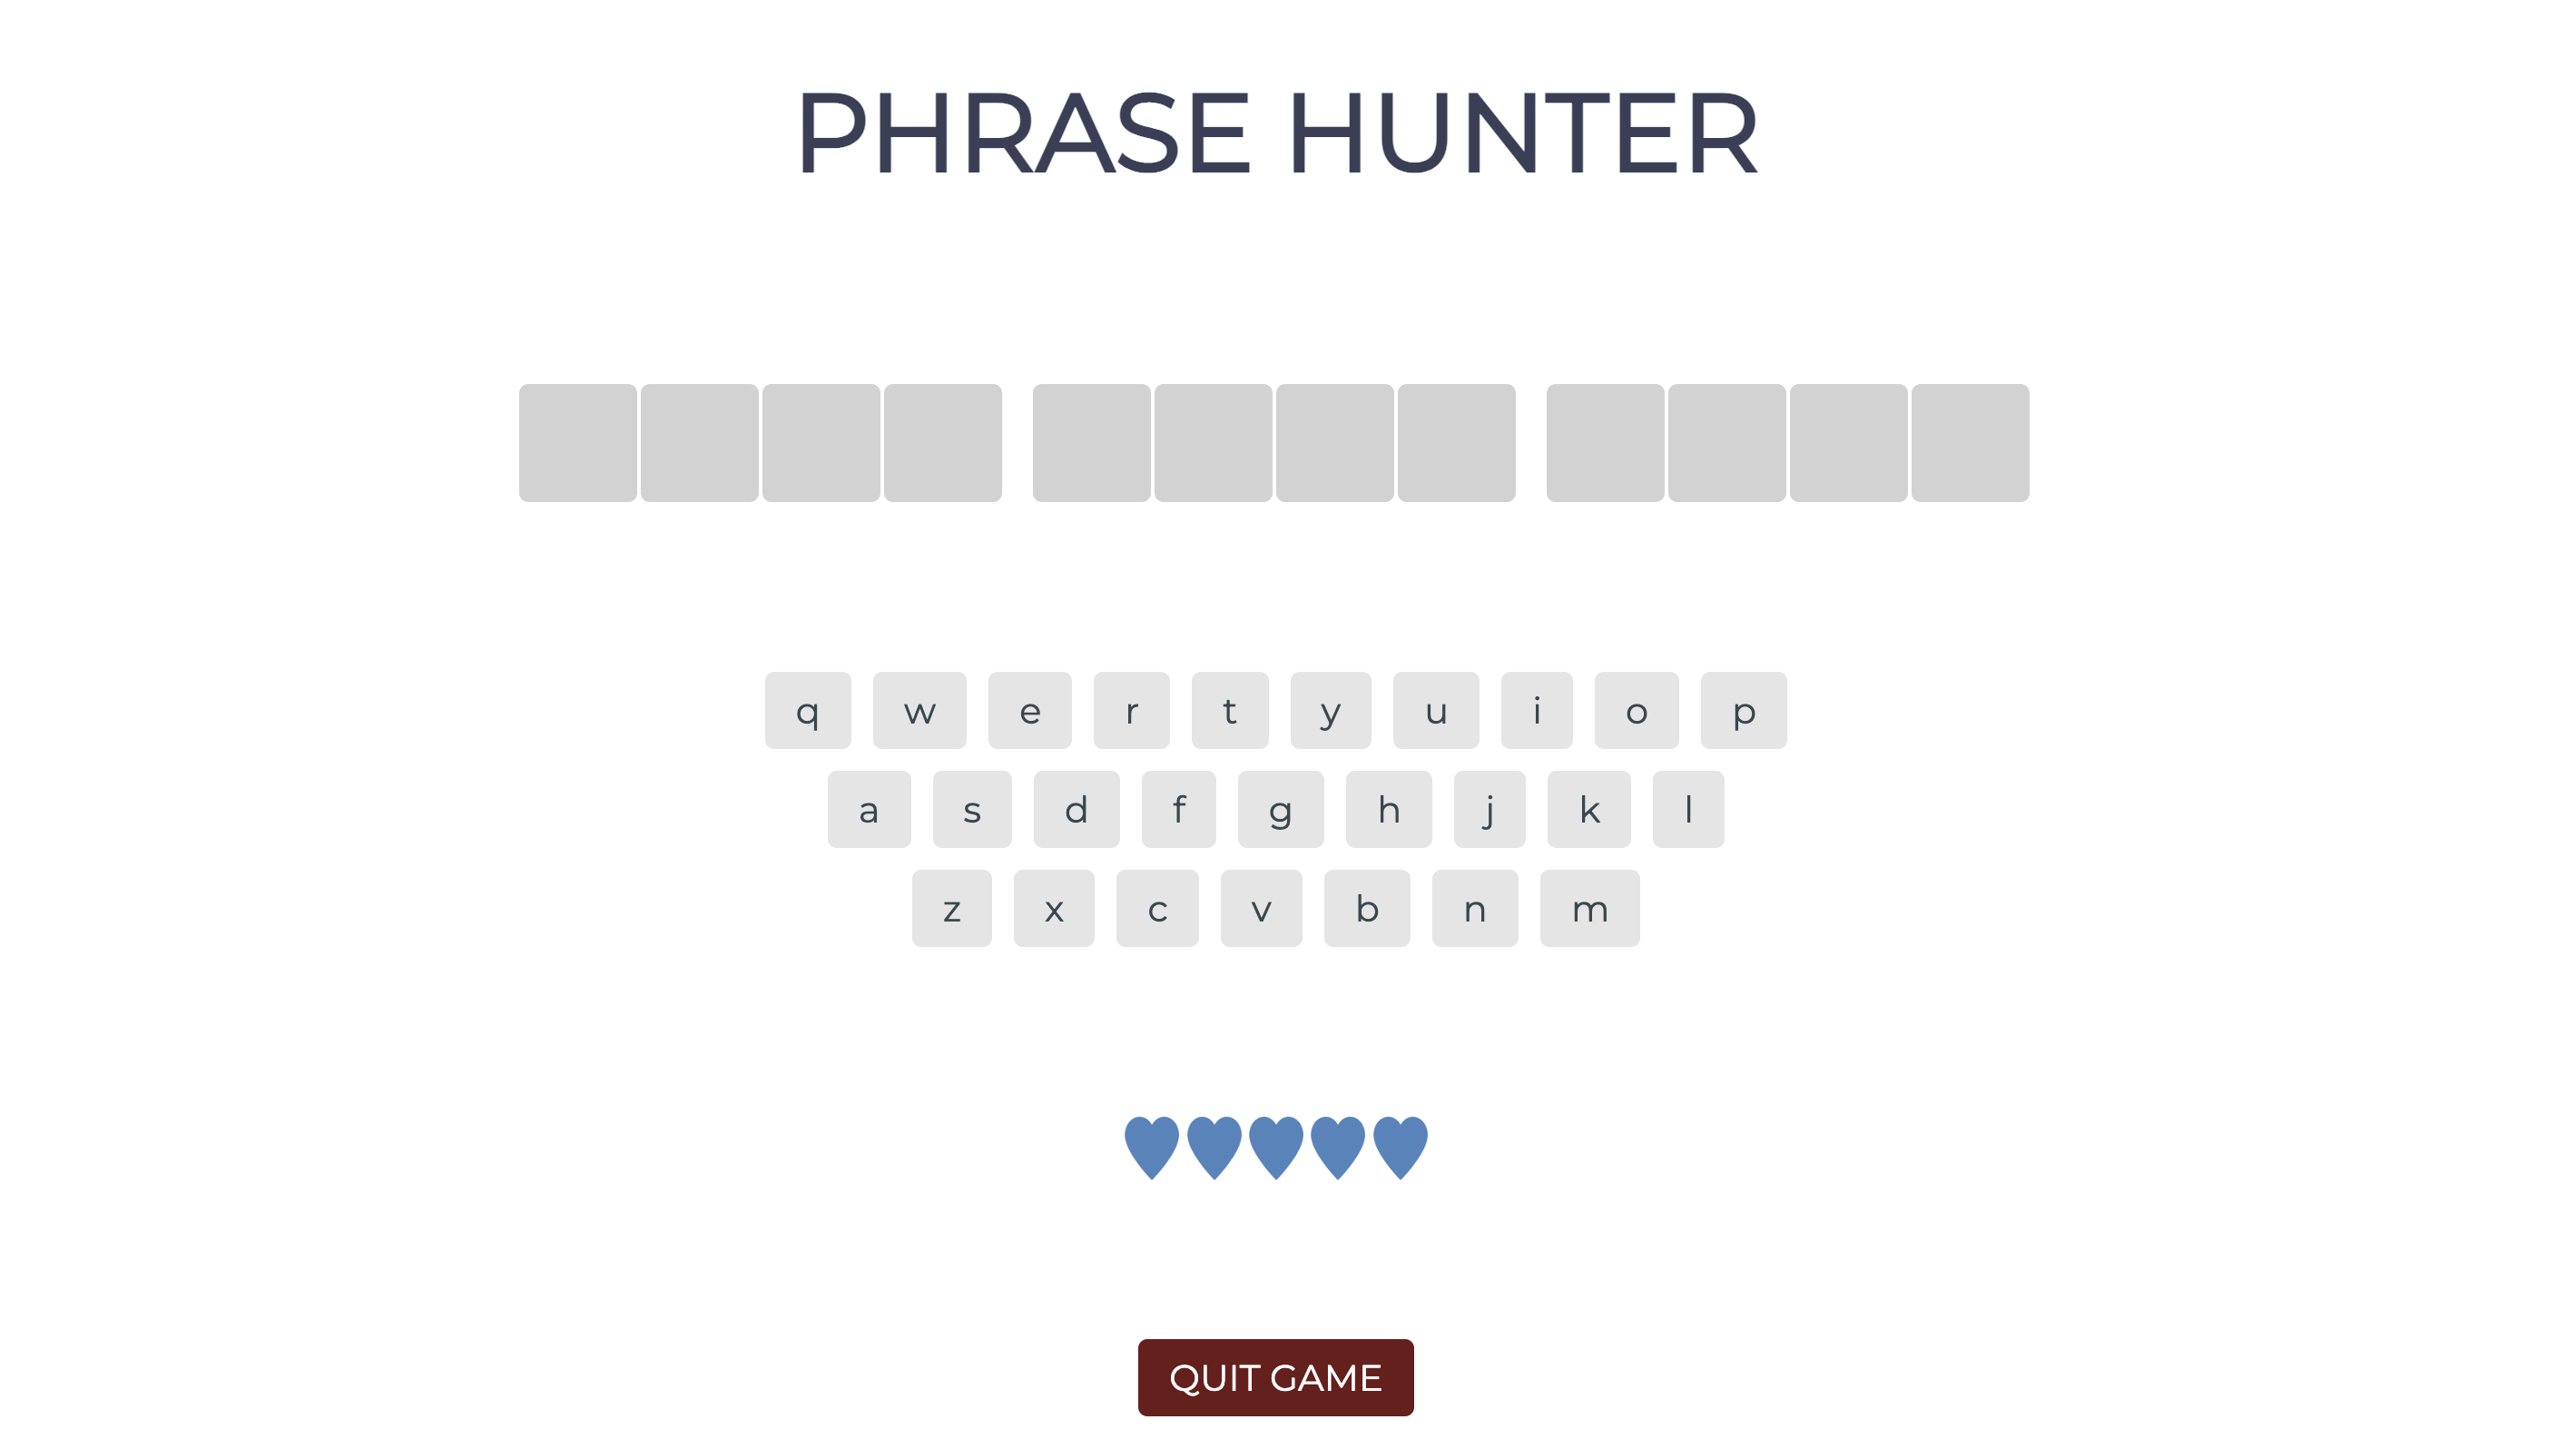 PHRASE HUNTER
q w e r t y u i o p
a s d f g h j k l
z x c v b n m
QUIT GAME